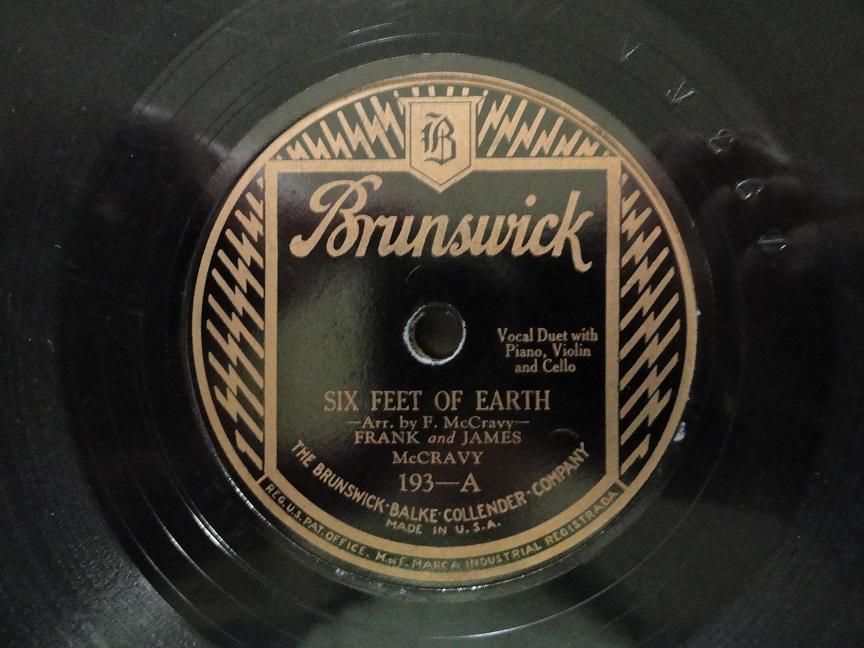 B
Brunswick
Vocal Duet with
Piano, Violin
and Cello
SIX FEET OF EARTH
—Arr. by F. McCravy—
FRANK and JAMES
McCRAVY
193—A
THE BRUNSWICK-BALKE-COLLENDER-COMPANY
MADE IN U.S.A.
REG.U.S.PAT.OFFICE. M. DE F. MARCA INDUSTRIAL REGISTRADA